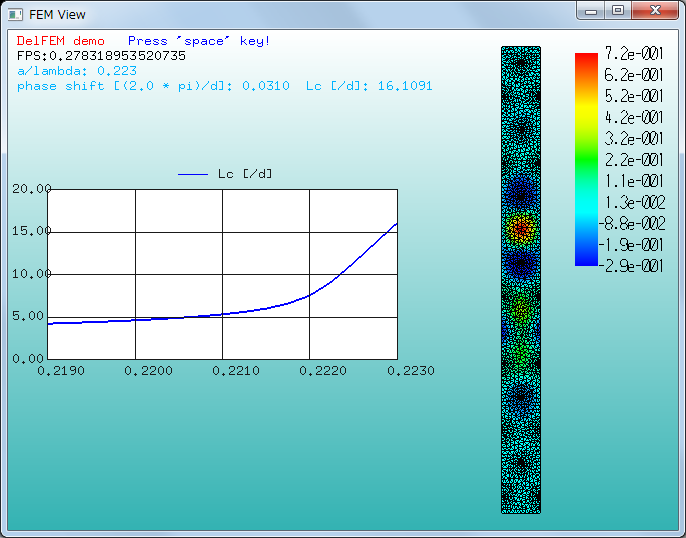 FEM View
DelFEM demo   Press "space" key!
FPS:0.278318953520735
a/lambda: 0.223
phase shift [(2.0 * pi)/d]: 0.0310  Lc [/d]: 16.1091
Lc [/d]
20.00
15.00
10.00
5.00
0.00
0.2190 0.2200 0.2210 0.2220 0.2230
7.2e-001
6.2e-001
5.2e-001
4.2e-001
3.2e-001
2.2e-001
1.1e-001
1.3e-002
-8.8e-002
-1.9e-001
-2.9e-001